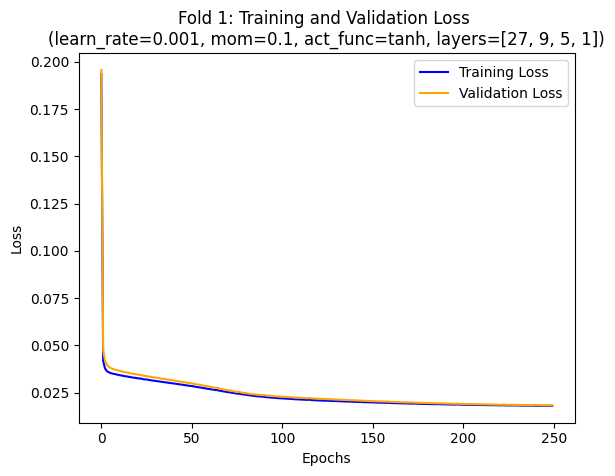 Fold 1: Training and Validation Loss
(learn_rate=0.001, mom=0.1, act_func=tanh, layers=[27, 9, 5, 1])
Training Loss
Validation Loss
0.200
0.175
0.150
0.125
0.100
0.075
0.050
0.025
Loss
0 50 100 150 200 250
Epochs